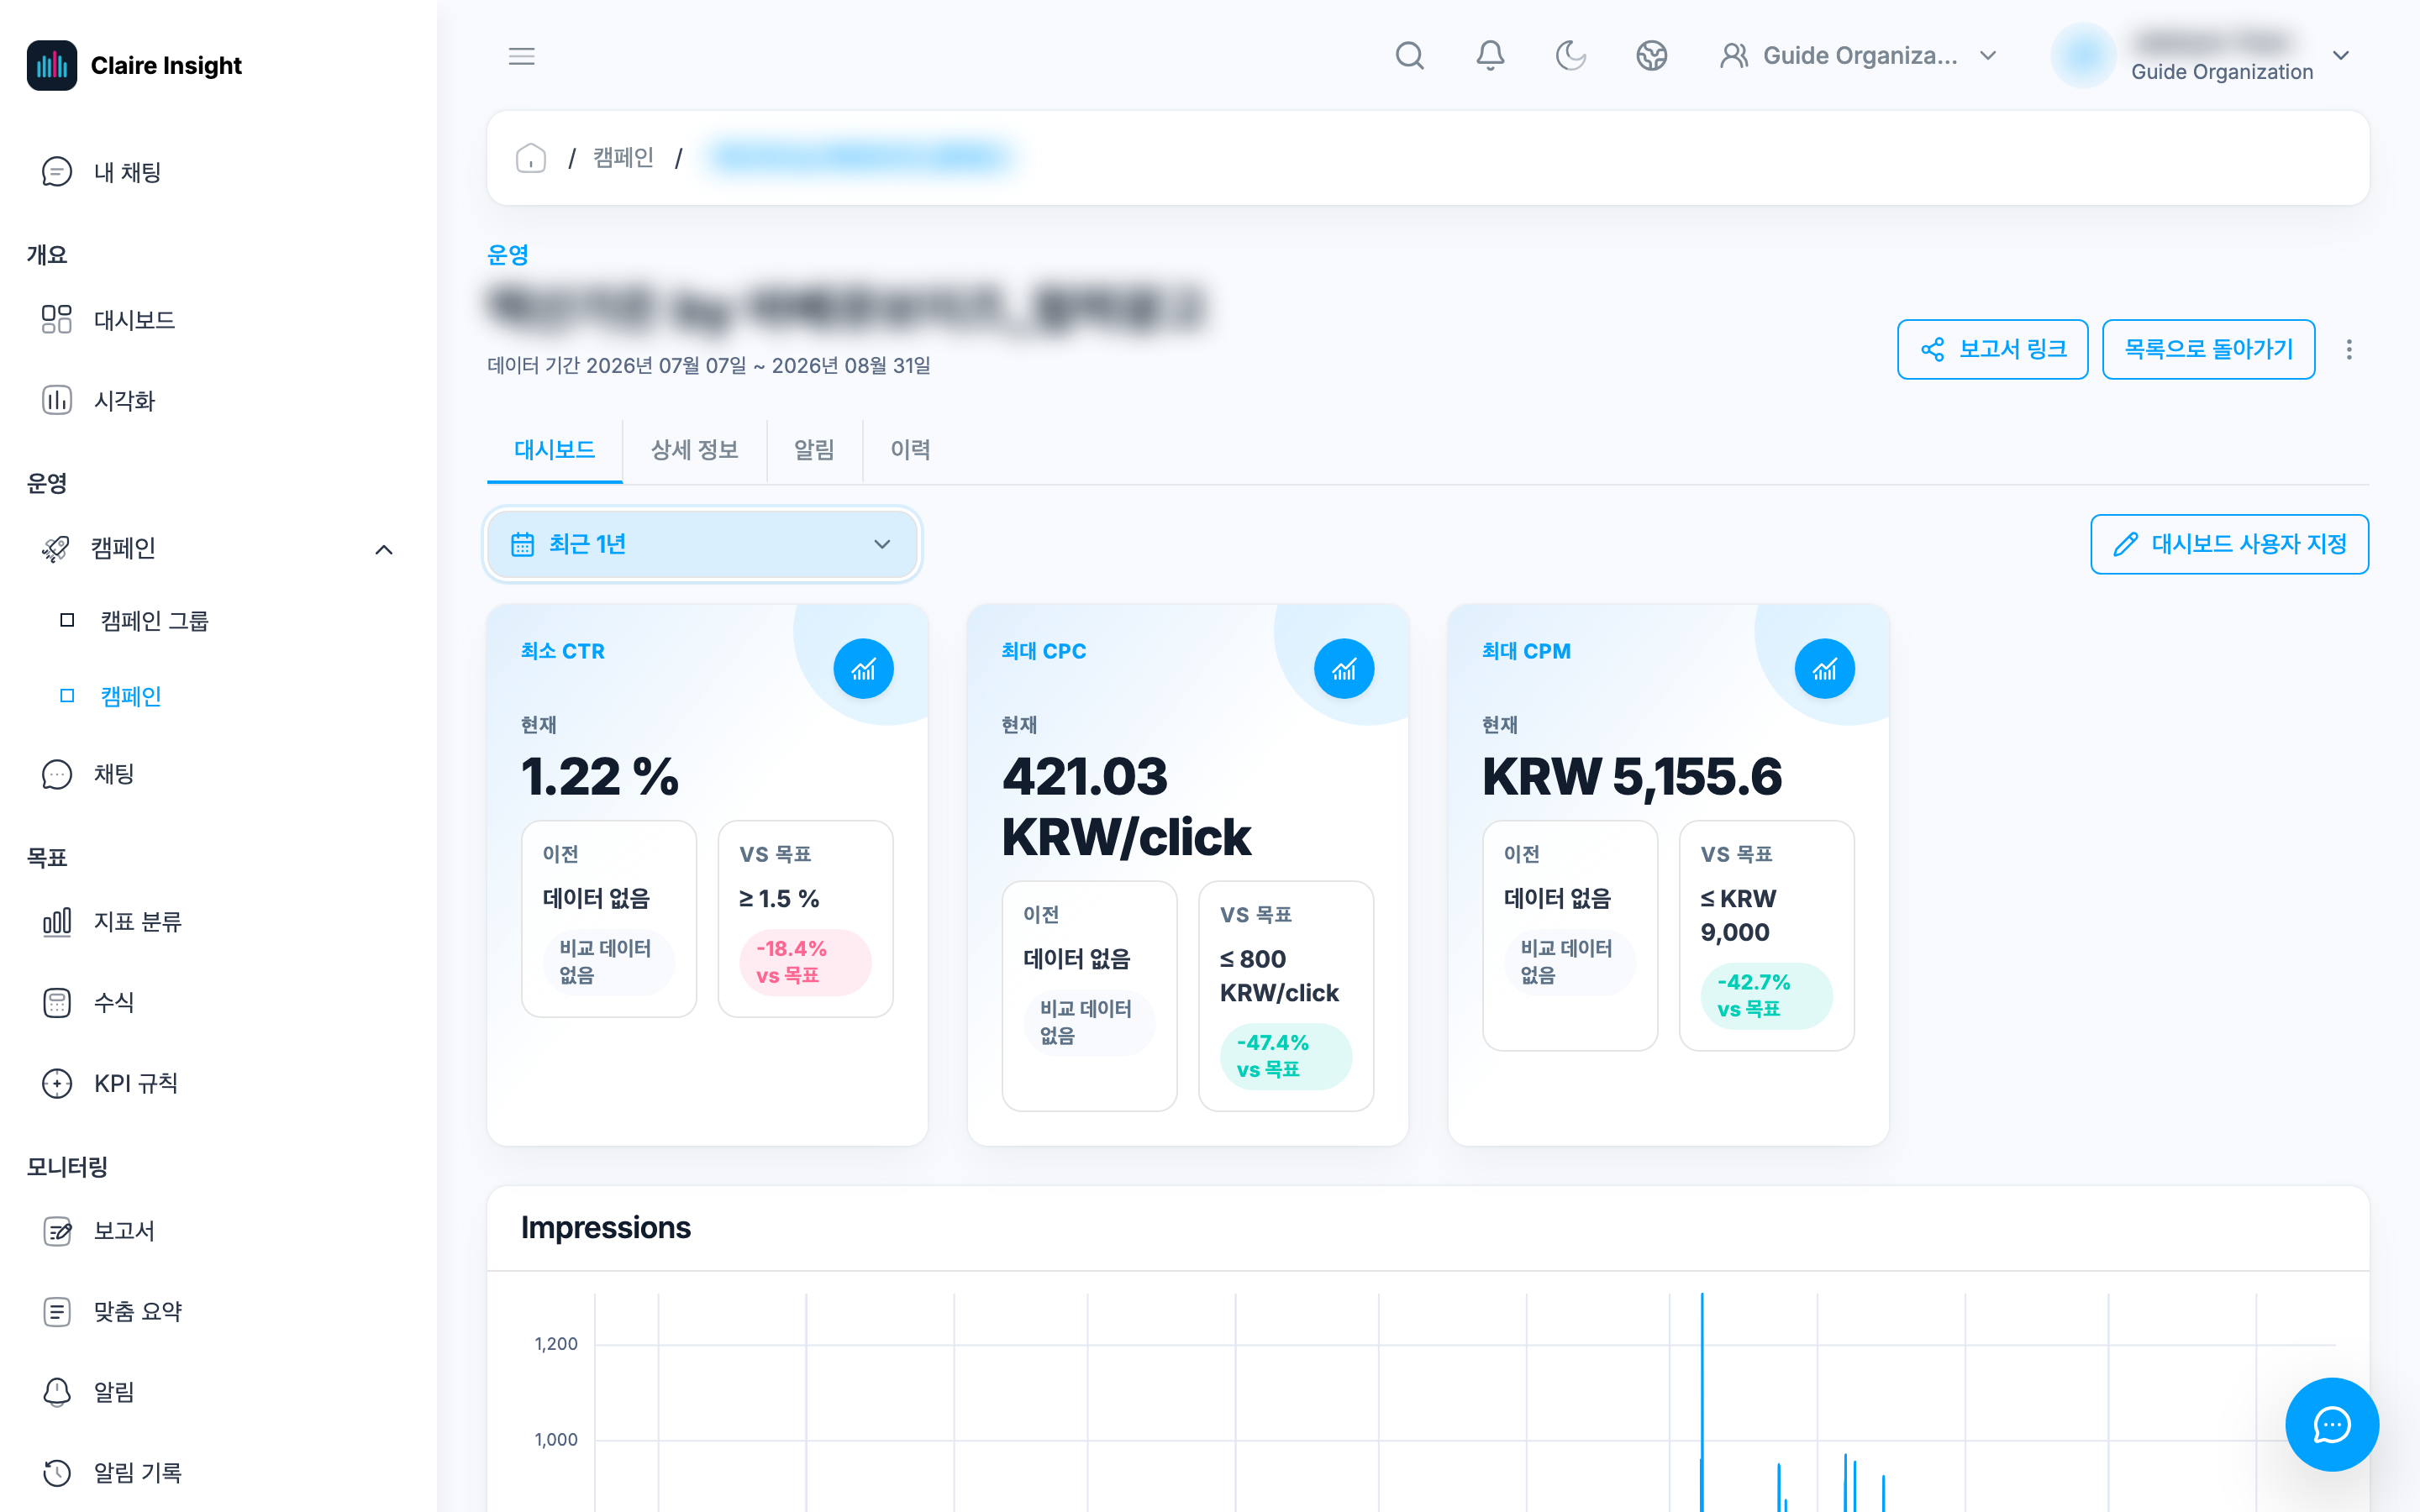 Claire Insight
내 채팅
개요
대시보드
시각화
운영
캠페인
캠페인 그룹
캠페인
채팅
목표
지표 분류
수식
KPI 규칙
모니터링
보고서
맞춤 요약
알림
알림 기록
Guide Organiza...
Guide Organization
/ 캠페인 /
운영
데이터 기간 2026년 07월 07일 ~ 2026년 08월 31일
보고서 링크
목록으로 돌아가기
대시보드
상세 정보
알림
이력
최근 1년
대시보드 사용자 지정
최소 CTR
현재
1.22 %
이전
데이터 없음
비교 데이터
없음
VS 목표
≥ 1.5 %
-18.4%
vs 목표
최대 CPC
현재
421.03
KRW/click
이전
데이터 없음
비교 데이터
없음
VS 목표
≤ 800
KRW/click
-47.4%
vs 목표
최대 CPM
현재
KRW 5,155.6
이전
데이터 없음
비교 데이터
없음
VS 목표
≤ KRW
9,000
-42.7%
vs 목표
Impressions
1,200
1,000